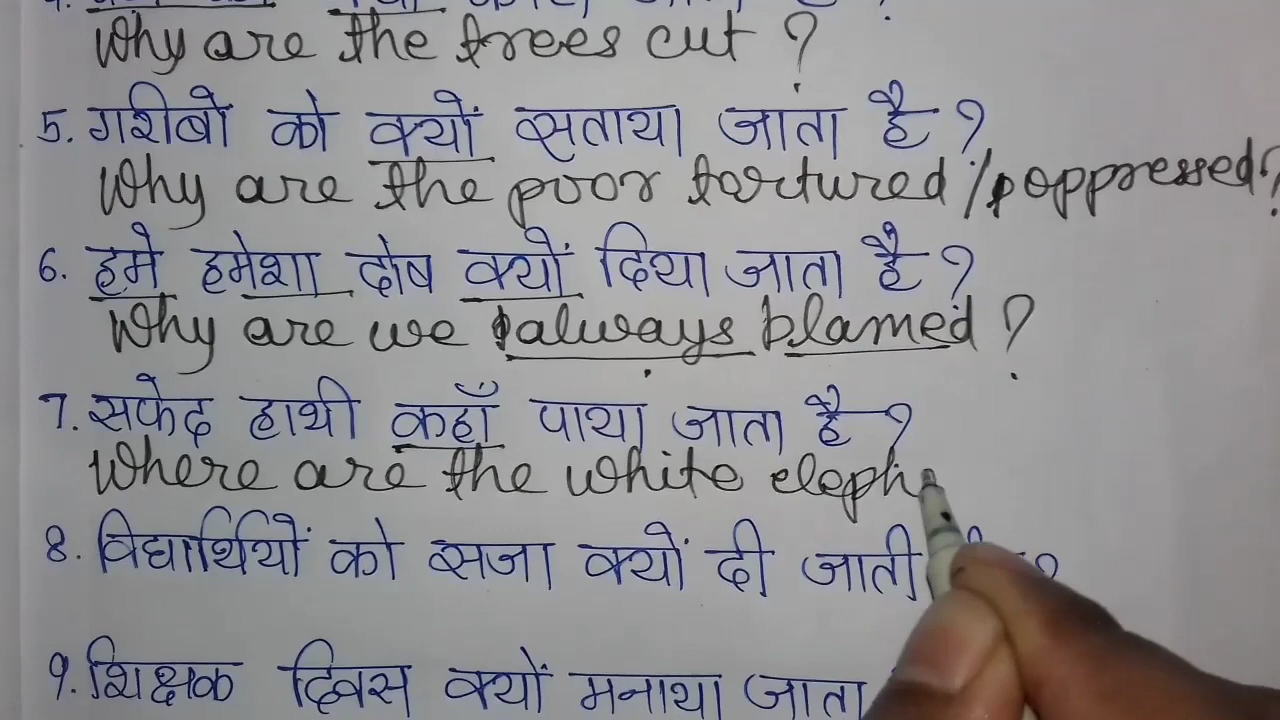 Why are the trees cut ?
5. गरीबों को क्यों सताया जाता है ?
Why are the poor tortured / oppressed ?
6. हमे हमेशा दोष क्यों दिया जाता है ?
Why are we always blamed ?
7. सफेद हाथी कहाँ पाया जाता है ?
Where are the white eleph
8. विद्यार्थियों को सजा क्यों दी जाती ?
9. शिक्षक दिवस क्यों मनाया जाता